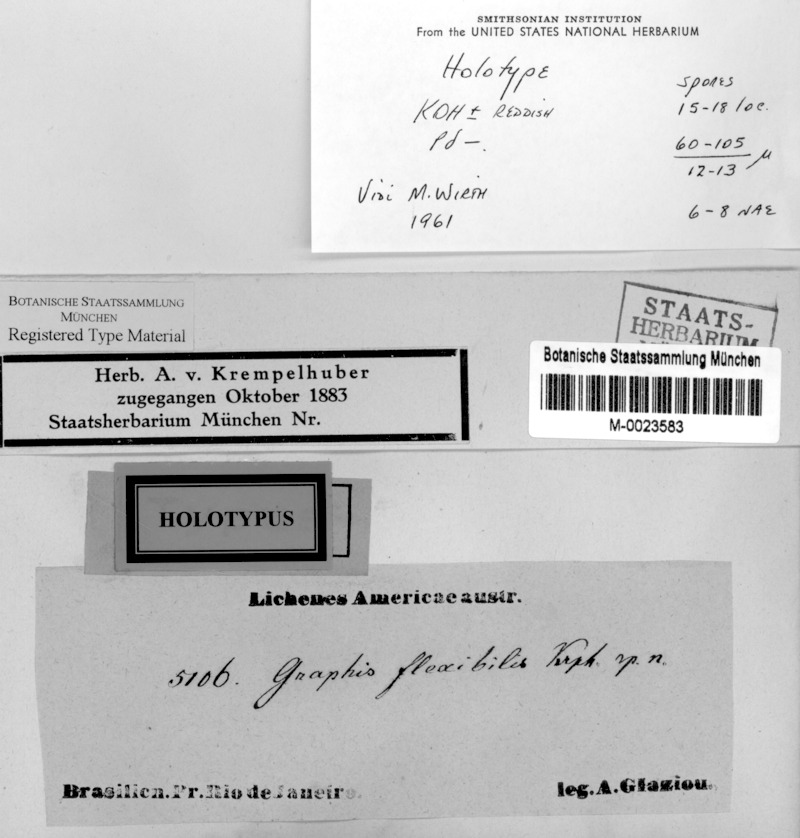 SMITHSONIAN INSTITUTION
From the UNITED STATES NATIONAL HERBARIUM
Holotype
KOH ± REDDISH
Pd –.
Vidi M. WIRTH
1961
SPORES
15-18 loc.
60-105
12-13 µ
6-8 NAE
BOTANISCHE STAATSSAMMLUNG
MÜNCHEN
Registered Type Material
STAATS-
HERBARIUM
Herb. A. v. Krempelhuber
zugegangen Oktober 1883
Staatsherbarium München Nr.
Botanische Staatssammlung München
M-0023583
HOLOTYPUS
Lichenes Americae austr.
5106. Graphis flexibilis Krph. sp. n.
Brasilica. Pr. Rio de Janeiro.
leg. A. Glaziou.